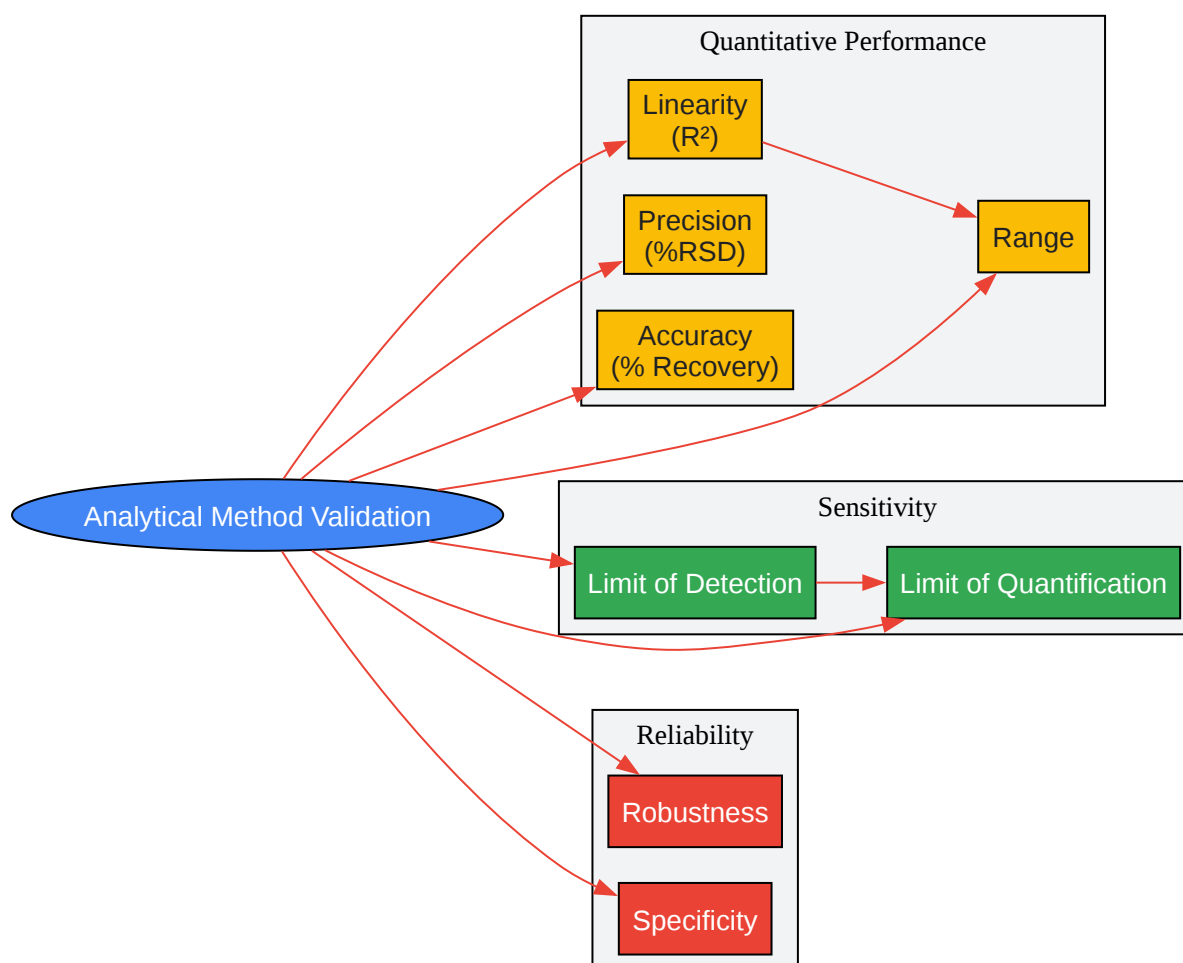 Quantitative Performance
Linearity
(R²)
Precision
(%RSD)
Range
Accuracy
(% Recovery)
Analytical Method Validation
Sensitivity
Limit of Detection
Limit of Quantification
Reliability
Robustness
Specificity